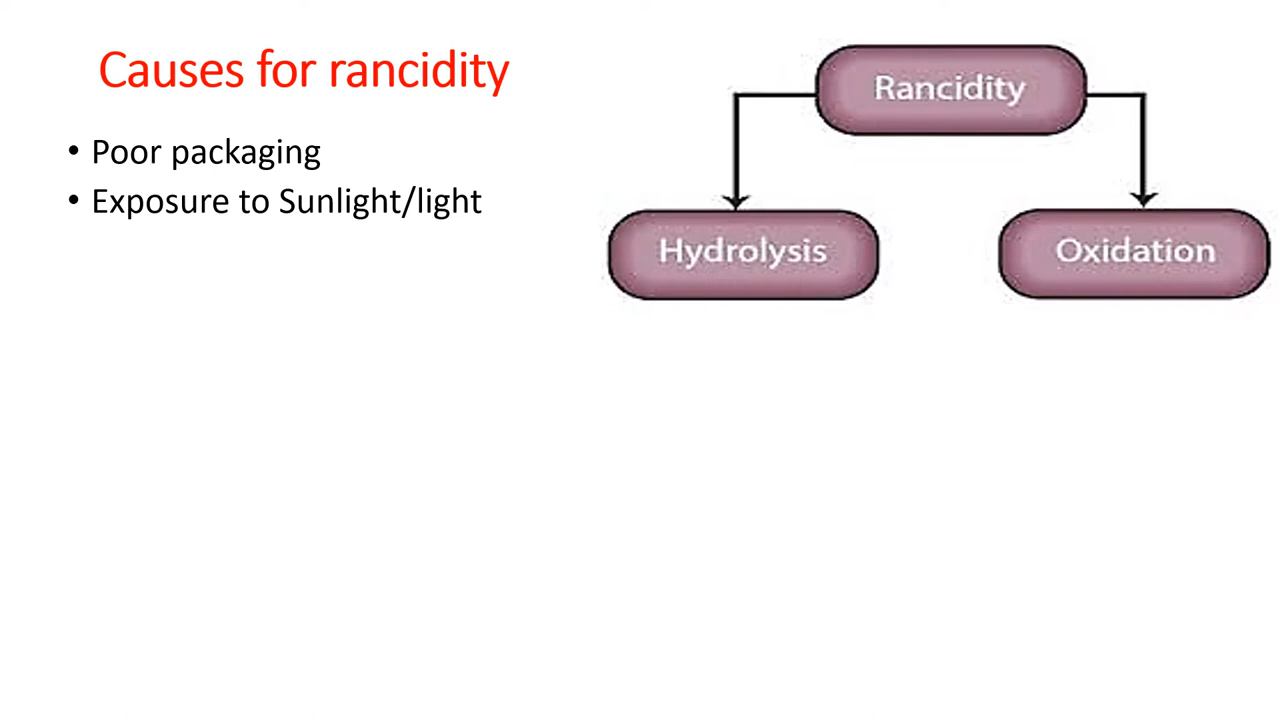 Causes for rancidity
• Poor packaging
• Exposure to Sunlight/light
Rancidity
Hydrolysis
Oxidation